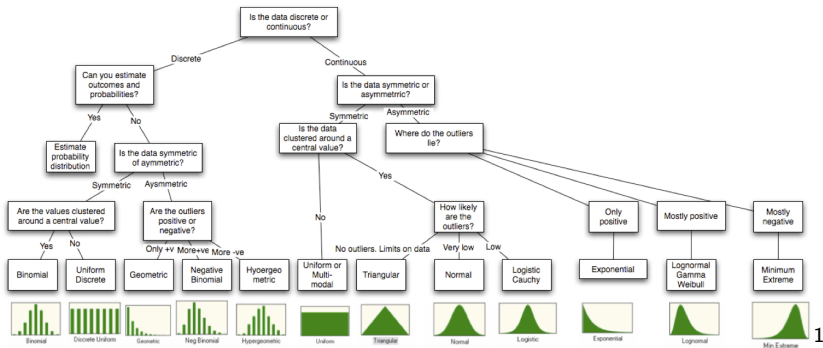 Is the data discrete or
continuous?
Discrete
Continuous
Can you estimate
outcomes and
probabilities?
Is the data symmetric or
asymmetrric?
Yes
No
Symmetric
Asymmetric
Estimate
probability
distribution
Is the data symmetric
of aymmetric?
Is the data
clustered around a
central value?
Where do the outliers
lie?
Symmetric
Aysmmetric
Yes
No
Are the values clustered
around a central value?
Are the outliers
positive or
negative?
How likely
are the
outliers?
Only
positive
Mostly positive
Mostly
negative
Yes
No
Only +v
More+ve
More -ve
No outliers. Limits on data
Very low
Low
Binomial
Uniform
Discrete
Geometric
Negative
Binomial
Hyoergeo
metric
Uniform or
Multi-
modal
Triangular
Normal
Logistic
Cauchy
Exponential
Lognormal
Gamma
Weibull
Minimum
Extreme
Binomial
Discrete Uniform
Geometric
Neg Binomial
Hypergeometric
Uniform
Triangular
Normal
Logistic
Exponential
Lognomal
Min Extreme
1